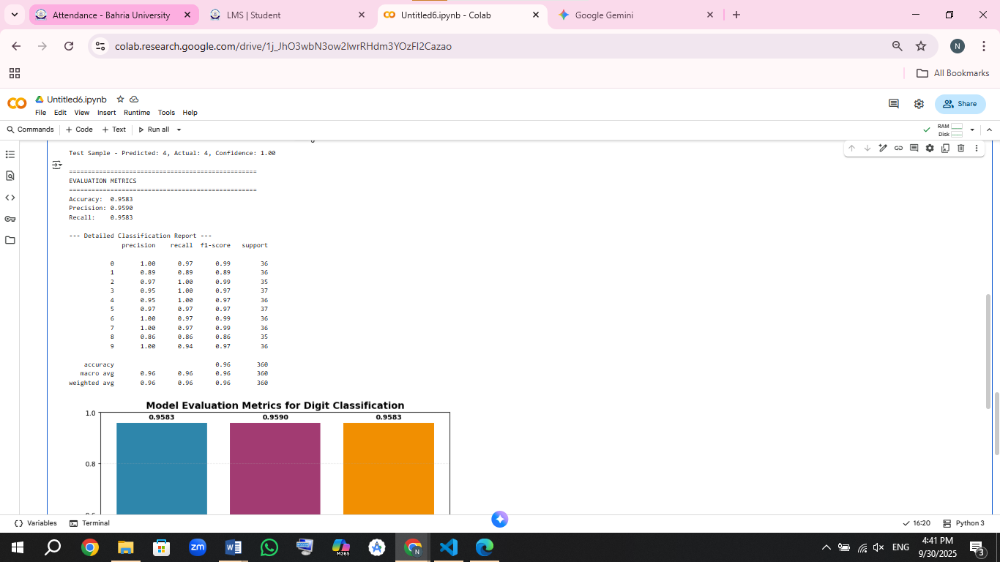 Attendance - Bahria University
LMS | Student
Untitled6.ipynb - Colab
Google Gemini
colab.research.google.com/drive/1j_JhO3wbN3ow2IwrRHdm3YOzFI2Cazao
N
All Bookmarks
Untitled6.ipynb
File Edit View Insert Runtime Tools Help
Share
Commands + Code + Text Run all
RAM
Disk
Test Sample - Predicted: 4, Actual: 4, Confidence: 1.00
==================================================
EVALUATION METRICS
==================================================
Accuracy: 0.9583
Precision: 0.9590
Recall: 0.9583
--- Detailed Classification Report ---
precision recall f1-score support
0 1.00 0.97 0.99 36
1 0.89 0.89 0.89 36
2 0.97 1.00 0.99 35
3 0.95 1.00 0.97 37
4 0.95 1.00 0.97 36
5 0.97 0.97 0.97 37
6 1.00 0.97 0.99 36
7 1.00 0.97 0.99 36
8 0.86 0.86 0.86 35
9 1.00 0.94 0.97 36
accuracy 0.96 360
macro avg 0.96 0.96 0.96 360
weighted avg 0.96 0.96 0.96 360
Model Evaluation Metrics for Digit Classification
1.0
0.9583 0.9590 0.9583
0.8
Variables Terminal
16:20 Python 3
zm
M365
N
ENG
4:41 PM
9/30/2025
3